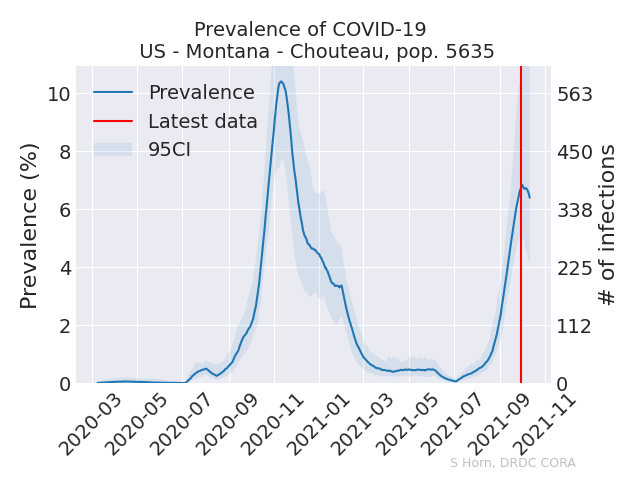 Prevalence of COVID-19
US - Montana - Chouteau, pop. 5635
Prevalence
Latest data
95CI
Prevalence (%)
10
8
6
4
2
0
# of infections
563
450
338
225
112
0
2020-03
2020-05
2020-07
2020-09
2020-11
2021-01
2021-03
2021-05
2021-07
2021-09
2021-11
S Horn, DRDC CORA